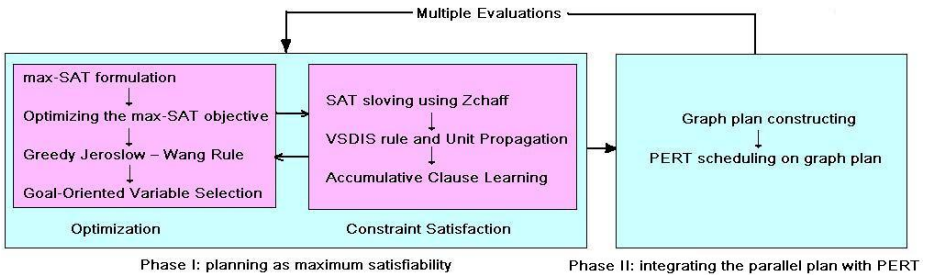 Multiple Evaluations
max-SAT formulation
Optimizing the max-SAT objective
Greedy Jeroslow – Wang Rule
Goal-Oriented Variable Selection
Optimization
SAT sloving using Zchaff
VSDIS rule and Unit Propagation
Accumulative Clause Learning
Constraint Satisfaction
Phase I: planning as maximum satisfiability
Graph plan constructing
PERT scheduling on graph plan
Phase II: integrating the parallel plan with PERT